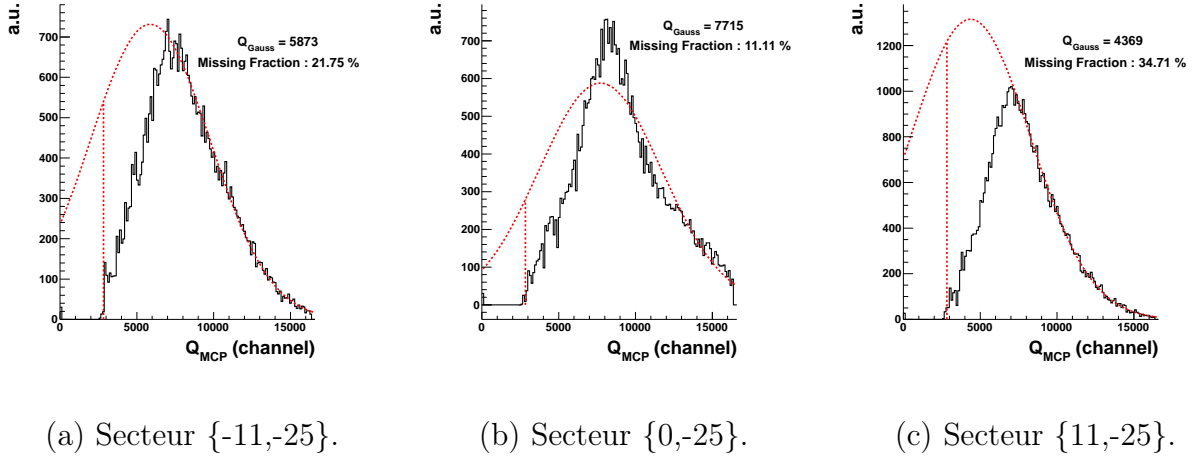 a.u.
Q_Gauss = 5873
Missing Fraction : 21.75 %
700
600
500
400
300
200
100
0
0 5000 10000 15000
Q_MCP (channel)
(a) Secteur {-11,-25}.
a.u.
Q_Gauss = 7715
Missing Fraction : 11.11 %
700
600
500
400
300
200
100
0
0 5000 10000 15000
Q_MCP (channel)
(b) Secteur {0,-25}.
a.u.
Q_Gauss = 4369
Missing Fraction : 34.71 %
1200
1000
800
600
400
200
0
0 5000 10000 15000
Q_MCP (channel)
(c) Secteur {11,-25}.